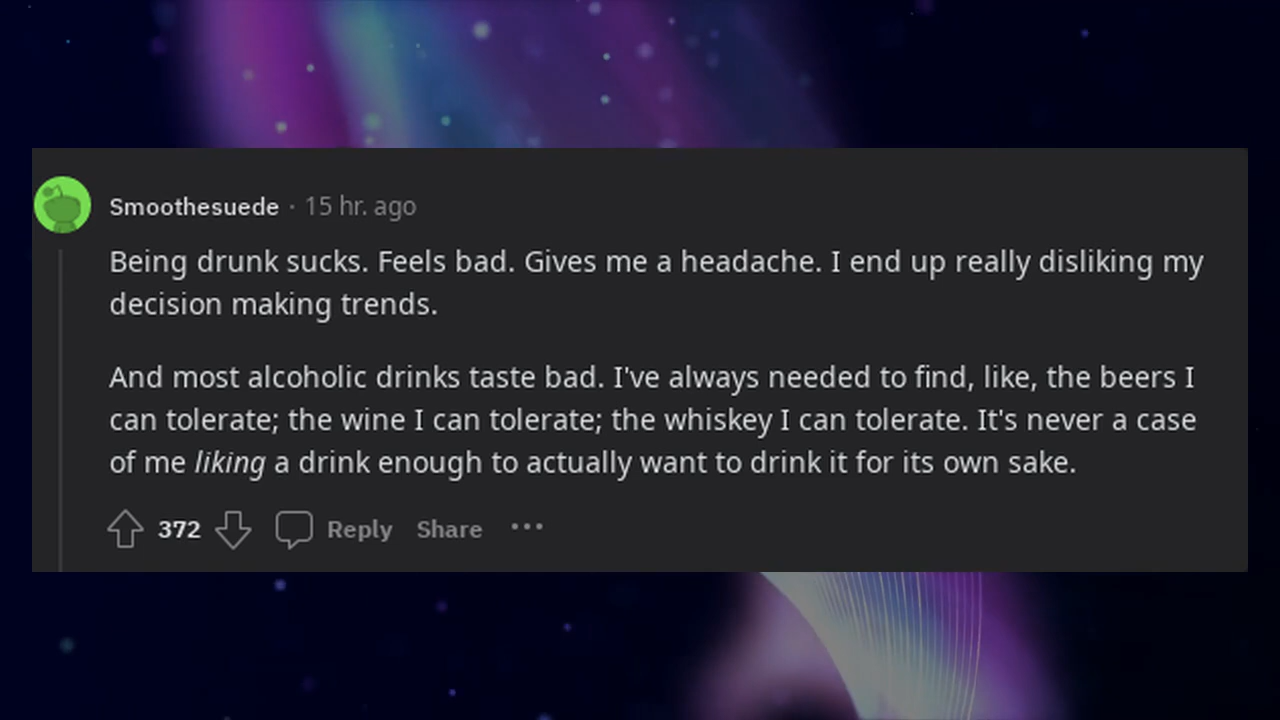 Smoothesuede · 15 hr. ago
Being drunk sucks. Feels bad. Gives me a headache. I end up really disliking my
decision making trends.
And most alcoholic drinks taste bad. I've always needed to find, like, the beers I
can tolerate; the wine I can tolerate; the whiskey I can tolerate. It's never a case
of me liking a drink enough to actually want to drink it for its own sake.
372 Reply Share •••